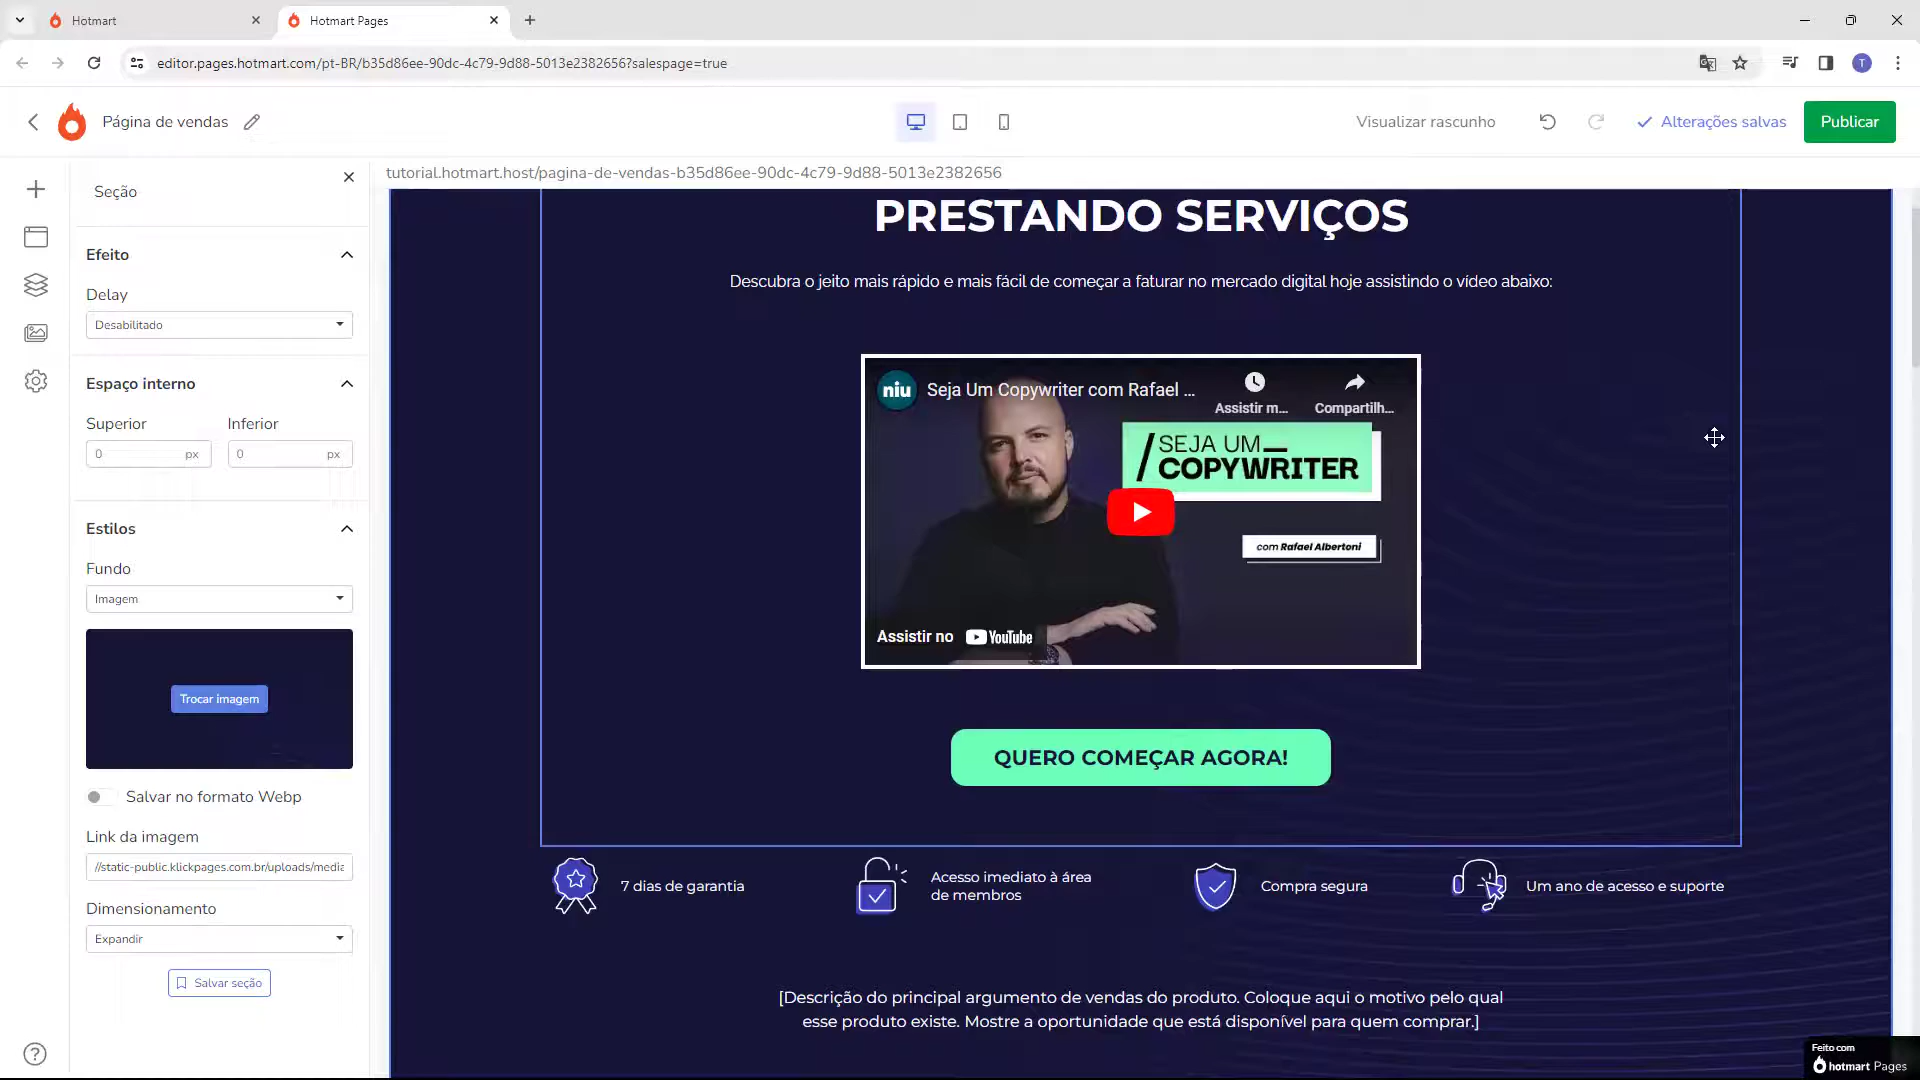 Hotmart
Hotmart Pages
editor.pages.hotmart.com/pt-BR/b35d86ee-90dc-4c79-9d88-5013e2382656?salespage=true
T
Página de vendas
Visualizar rascunho
Alterações salvas
Publicar
tutorial.hotmart.host/pagina-de-vendas-b35d86ee-90dc-4c79-9d88-5013e2382656
Seção
Efeito
Delay
Desabilitado
Espaço interno
Superior
Inferior
0 px
0 px
Estilos
Fundo
Imagem
Trocar imagem
Salvar no formato Webp
Link da imagem
//static-public.klickpages.com.br/uploads/media
Dimensionamento
Expandir
Salvar seção
PRESTANDO SERVIÇOS
Descubra o jeito mais rápido e mais fácil de começar a faturar no mercado digital hoje assistindo o vídeo abaixo:
niu
Seja Um Copywriter com Rafael ...
Assistir m...
Compartilh...
/SEJA UM_
COPYWRITER
com Rafael Albertoni
Assistir no YouTube
QUERO COMEÇAR AGORA!
7 dias de garantia
Acesso imediato à área
de membros
Compra segura
Um ano de acesso e suporte
[Descrição do principal argumento de vendas do produto. Coloque aqui o motivo pelo qual
esse produto existe. Mostre a oportunidade que está disponível para quem comprar.]
Feito com
hotmart Pages